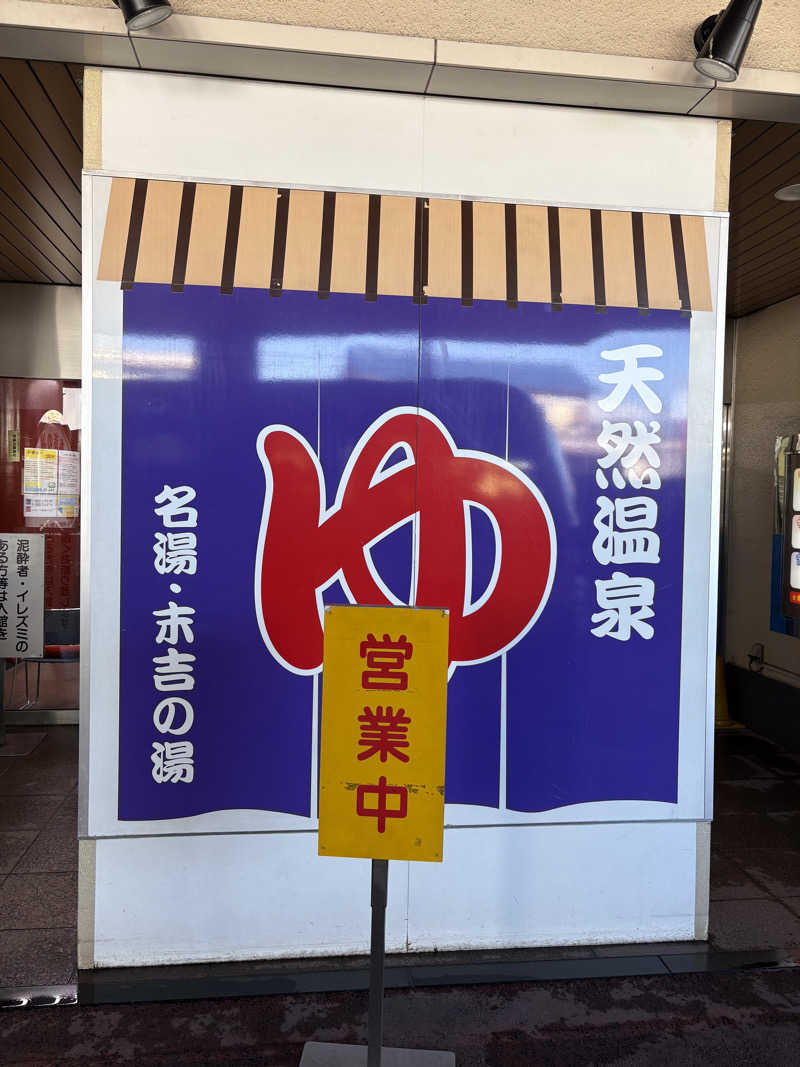 天然温泉
ゆ
名湯・末吉の湯
営業中
泥酔者・イレズミの
ある方等は入館を